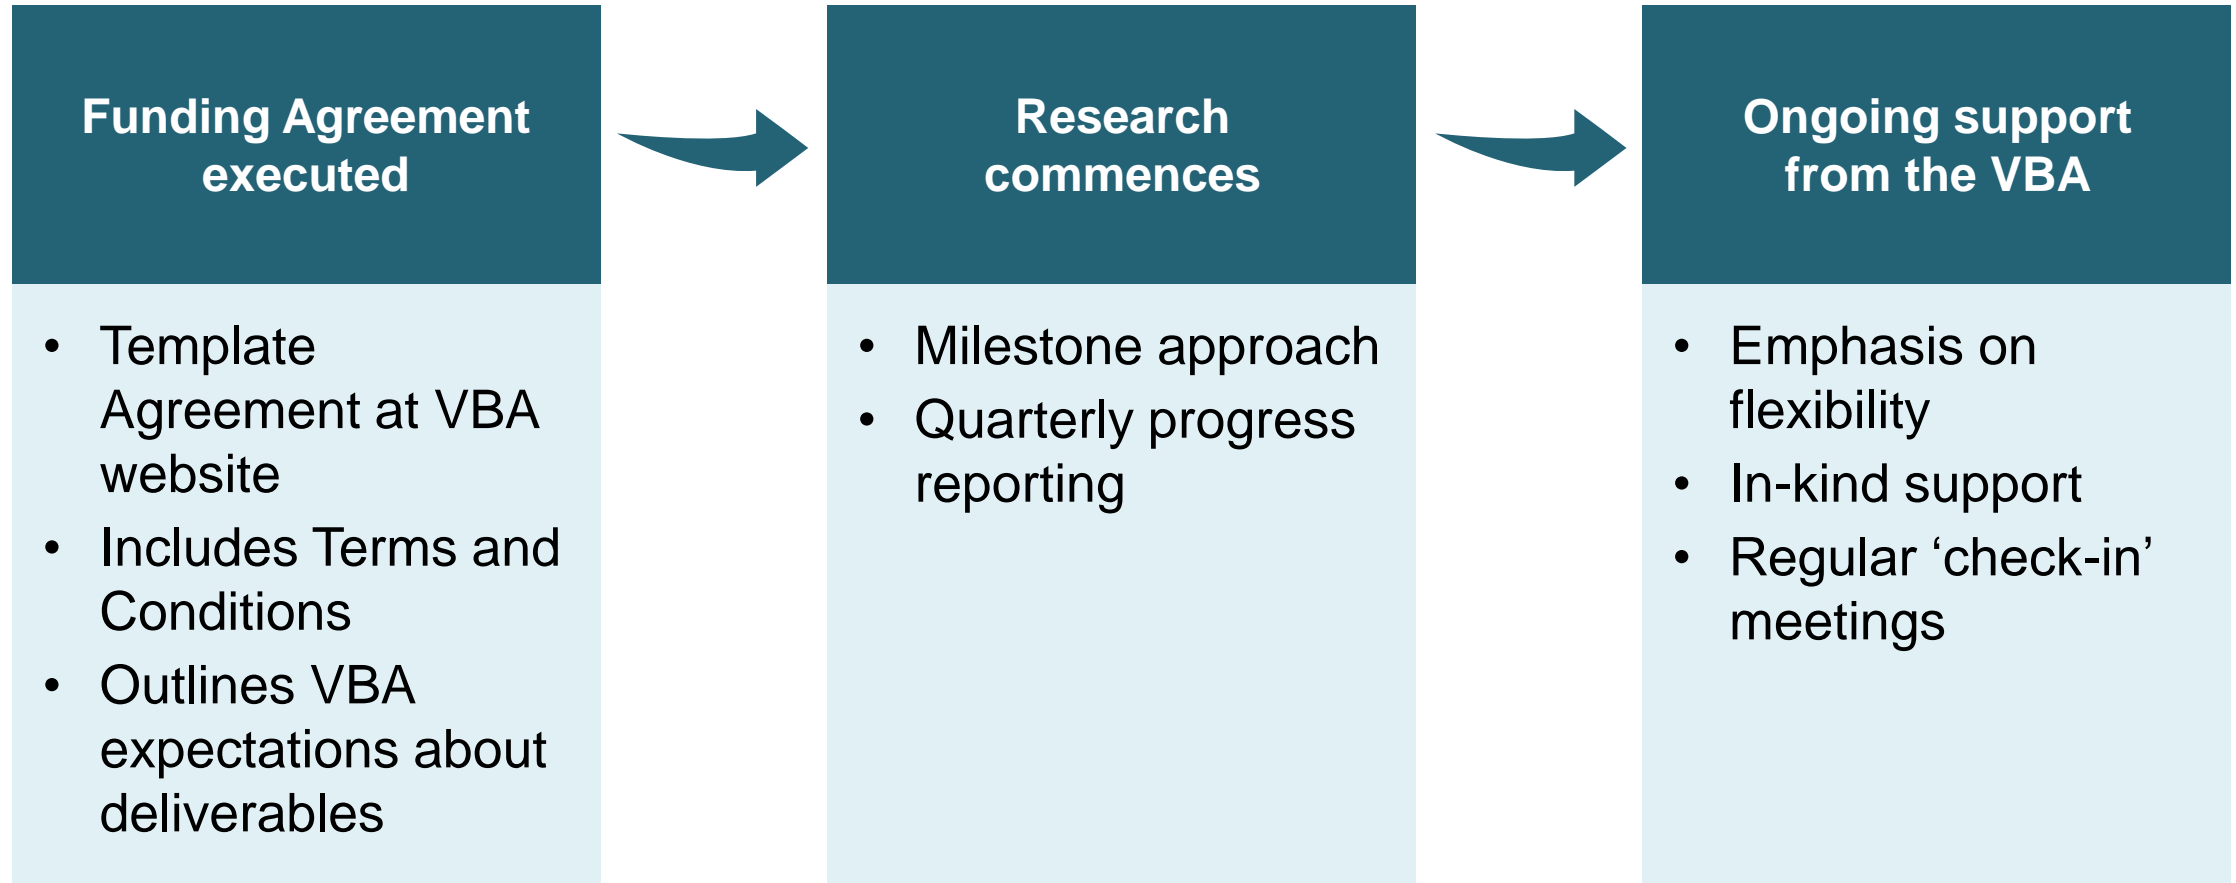 Funding Agreement
executed
• Template
Agreement at VBA
website
• Includes Terms and
Conditions
• Outlines VBA
expectations about
deliverables
Research
commences
• Milestone approach
• Quarterly progress
reporting
Ongoing support
from the VBA
• Emphasis on
flexibility
• In-kind support
• Regular ‘check-in’
meetings